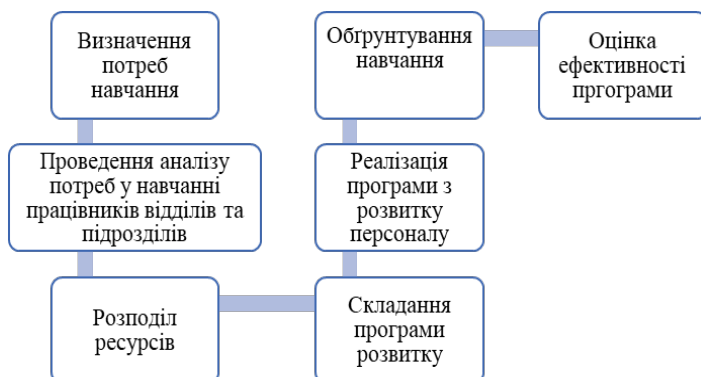 Визначення
потреб
навчання
Проведення аналізу
потреб у навчанні
працівників відділів та
підрозділів
Розподіл
ресурсів
Складання
програми
розвитку
Реалізація
програми з
розвитку
персоналу
Обґрунтування
навчання
Оцінка
ефективності
пргограми